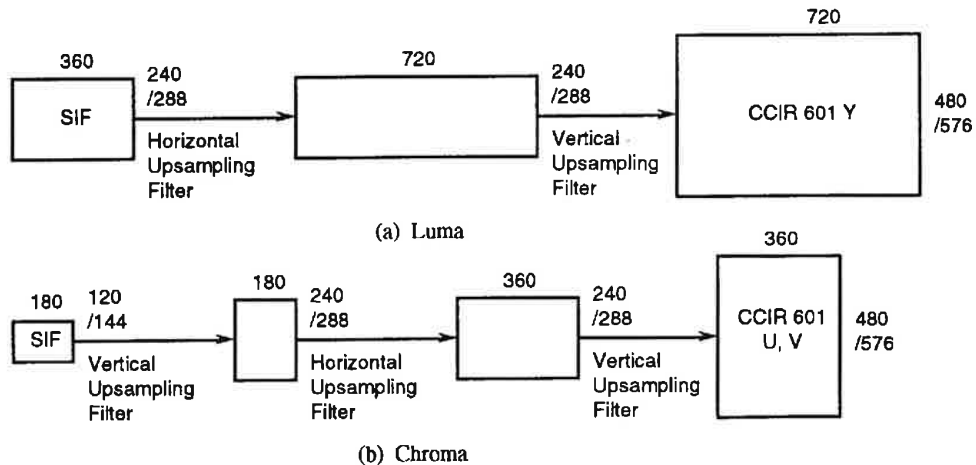 720
360
240
/288
720
240
/288
SIF
CCIR 601 Y
480
/576
Horizontal
Upsampling
Filter
Vertical
Upsampling
Filter
(a) Luma
360
180
120
/144
180
240
/288
360
240
/288
SIF
CCIR 601
U, V
480
/576
Vertical
Upsampling
Filter
Horizontal
Upsampling
Filter
Vertical
Upsampling
Filter
(b) Chroma